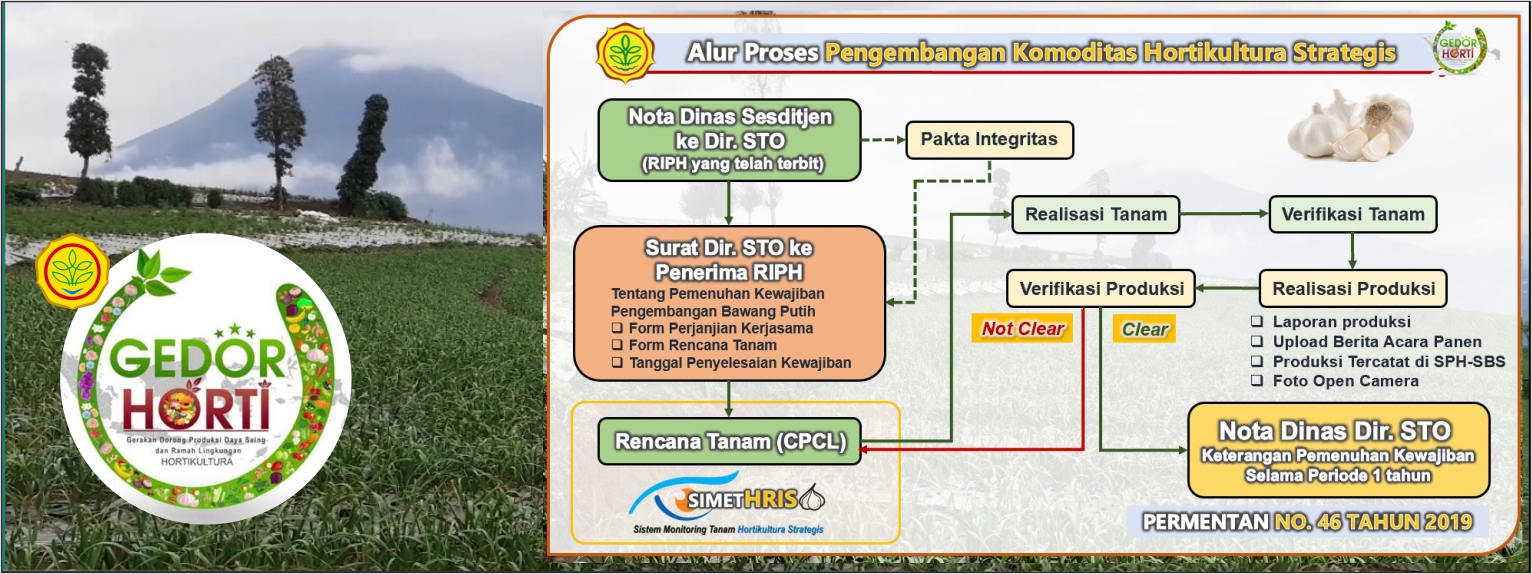 GEDOR
HORTI
Gerakan Dorong Produksi Daya Saing
dan Ramah Lingkungan
HORTIKULTURA
Alur Proses Pengembangan Komoditas Hortikultura Strategis
GEDOR
HORTI
Nota Dinas Sesditjen
ke Dir. STO
(RIPH yang telah terbit)
Pakta Integritas
Surat Dir. STO ke
Penerima RIPH
Tentang Pemenuhan Kewajiban
Pengembangan Bawang Putih
❑ Form Perjanjian Kerjasama
❑ Form Rencana Tanam
❑ Tanggal Penyelesaian Kewajiban
Rencana Tanam (CPCL)
SIMETHRIS
Sistem Monitoring Tanam Hortikultura Strategis
Realisasi Tanam
Verifikasi Tanam
Verifikasi Produksi
Realisasi Produksi
Not Clear
Clear
❑ Laporan produksi
❑ Upload Berita Acara Panen
❑ Produksi Tercatat di SPH-SBS
❑ Foto Open Camera
Nota Dinas Dir. STO
Keterangan Pemenuhan Kewajiban
Selama Periode 1 tahun
PERMENTAN NO. 46 TAHUN 2019